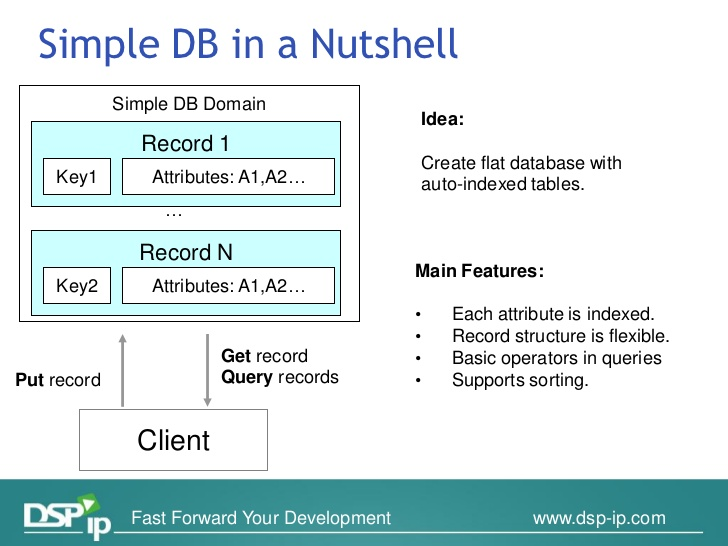 Simple DB in a Nutshell
Simple DB Domain
Record 1
Key1
Attributes: A1,A2…
…
Record N
Key2
Attributes: A1,A2…
Put record
Get record
Query records
Client
Idea:
Create flat database with
auto-indexed tables.
Main Features:
• Each attribute is indexed.
• Record structure is flexible.
• Basic operators in queries
• Supports sorting.
DSP ip
Fast Forward Your Development
www.dsp-ip.com